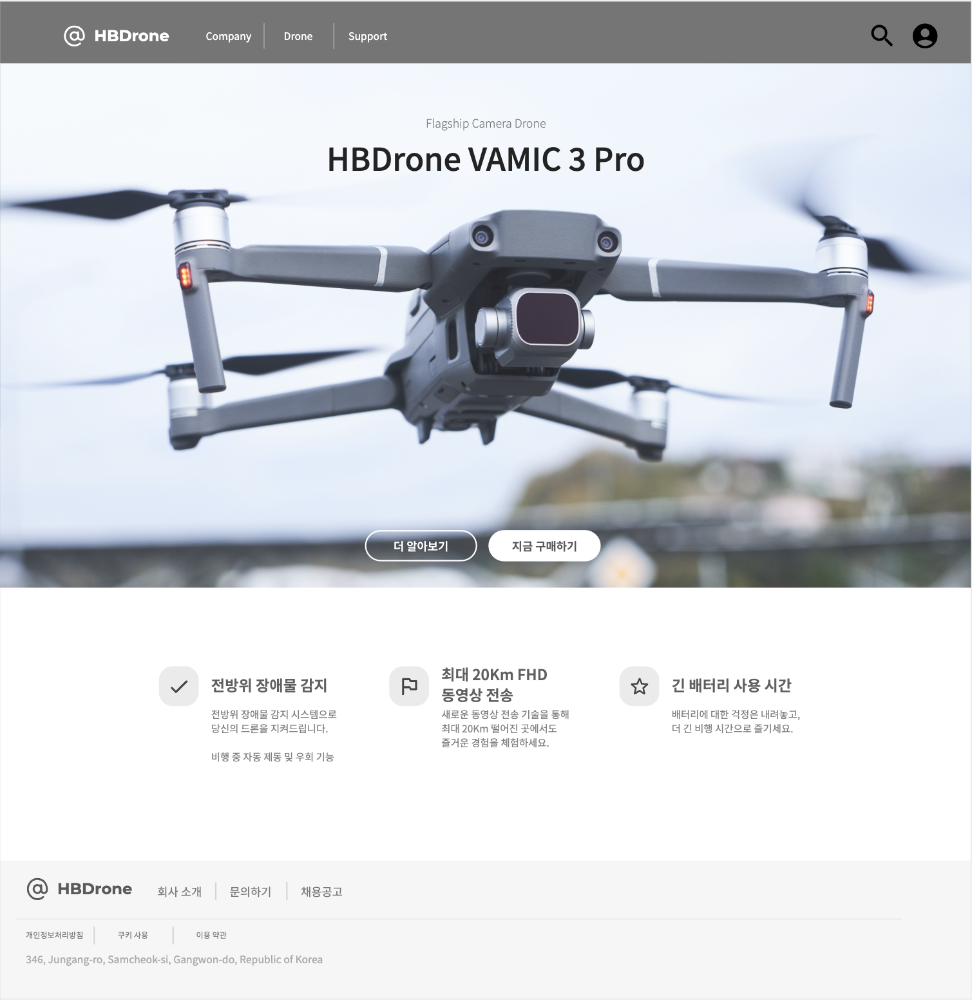 @ HBDrone
Company
Drone
Support
Flagship Camera Drone
HBDrone VAMIC 3 Pro
더 알아보기
지금 구매하기
전방위 장애물 감지
전방위 장애물 감지 시스템으로
당신의 드론을 지켜드립니다.
비행 중 자동 제동 및 우회 기능
최대 20Km FHD
동영상 전송
새로운 동영상 전송 기술을 통해
최대 20Km 떨어진 곳에서도
즐거운 경험을 체험하세요.
긴 배터리 사용 시간
배터리에 대한 걱정은 내려놓고,
더 긴 비행 시간으로 즐기세요.
@ HBDrone
회사 소개
문의하기
채용공고
개인정보처리방침
쿠키 사용
이용 약관
346, Jungang-ro, Samcheok-si, Gangwon-do, Republic of Korea